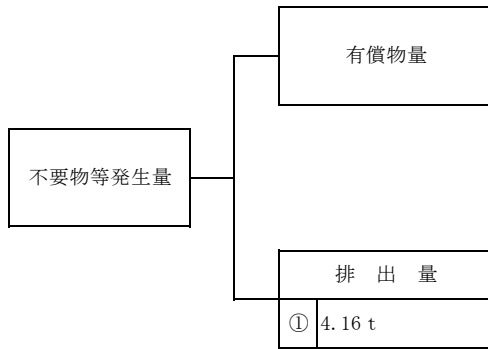 有償物量
不要物等発生量
排 出 量
① 4.16 t